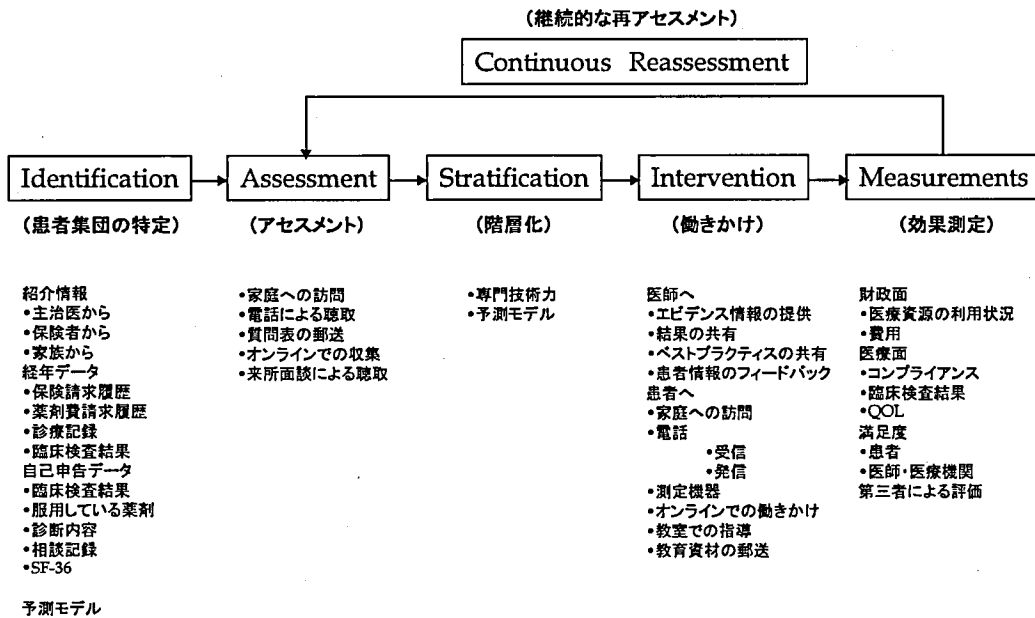 (継続的な再アセスメント)
Continuous Reassessment
Identification
Assessment
Stratification
Intervention
Measurements
(患者集団の特定)
(アセスメント)
(階層化)
(働きかけ)
(効果測定)
紹介情報
•主治医から
•保険者から
•家族から
経年データ
•保険請求履歴
•薬剤費請求履歴
•診療記録
•臨床検査結果
自己申告データ
•臨床検査結果
•服用している薬剤
•診断内容
•相談記録
•SF-36
予測モデル
•家庭への訪問
•電話による聴取
•質問表の郵送
•オンラインでの収集
•来所面談による聴取
•専門技術力
•予測モデル
医師へ
•エビデンス情報の提供
•結果の共有
•ベストプラクティスの共有
•患者情報のフィードバック
患者へ
•家庭への訪問
•電話
•受信
•発信
•測定機器
•オンラインでの働きかけ
•教室での指導
•教育資材の郵送
財政面
•医療資源の利用状況
•費用
医療面
•コンプライアンス
•臨床検査結果
•QOL
満足度
•患者
•医師・医療機関
第三者による評価